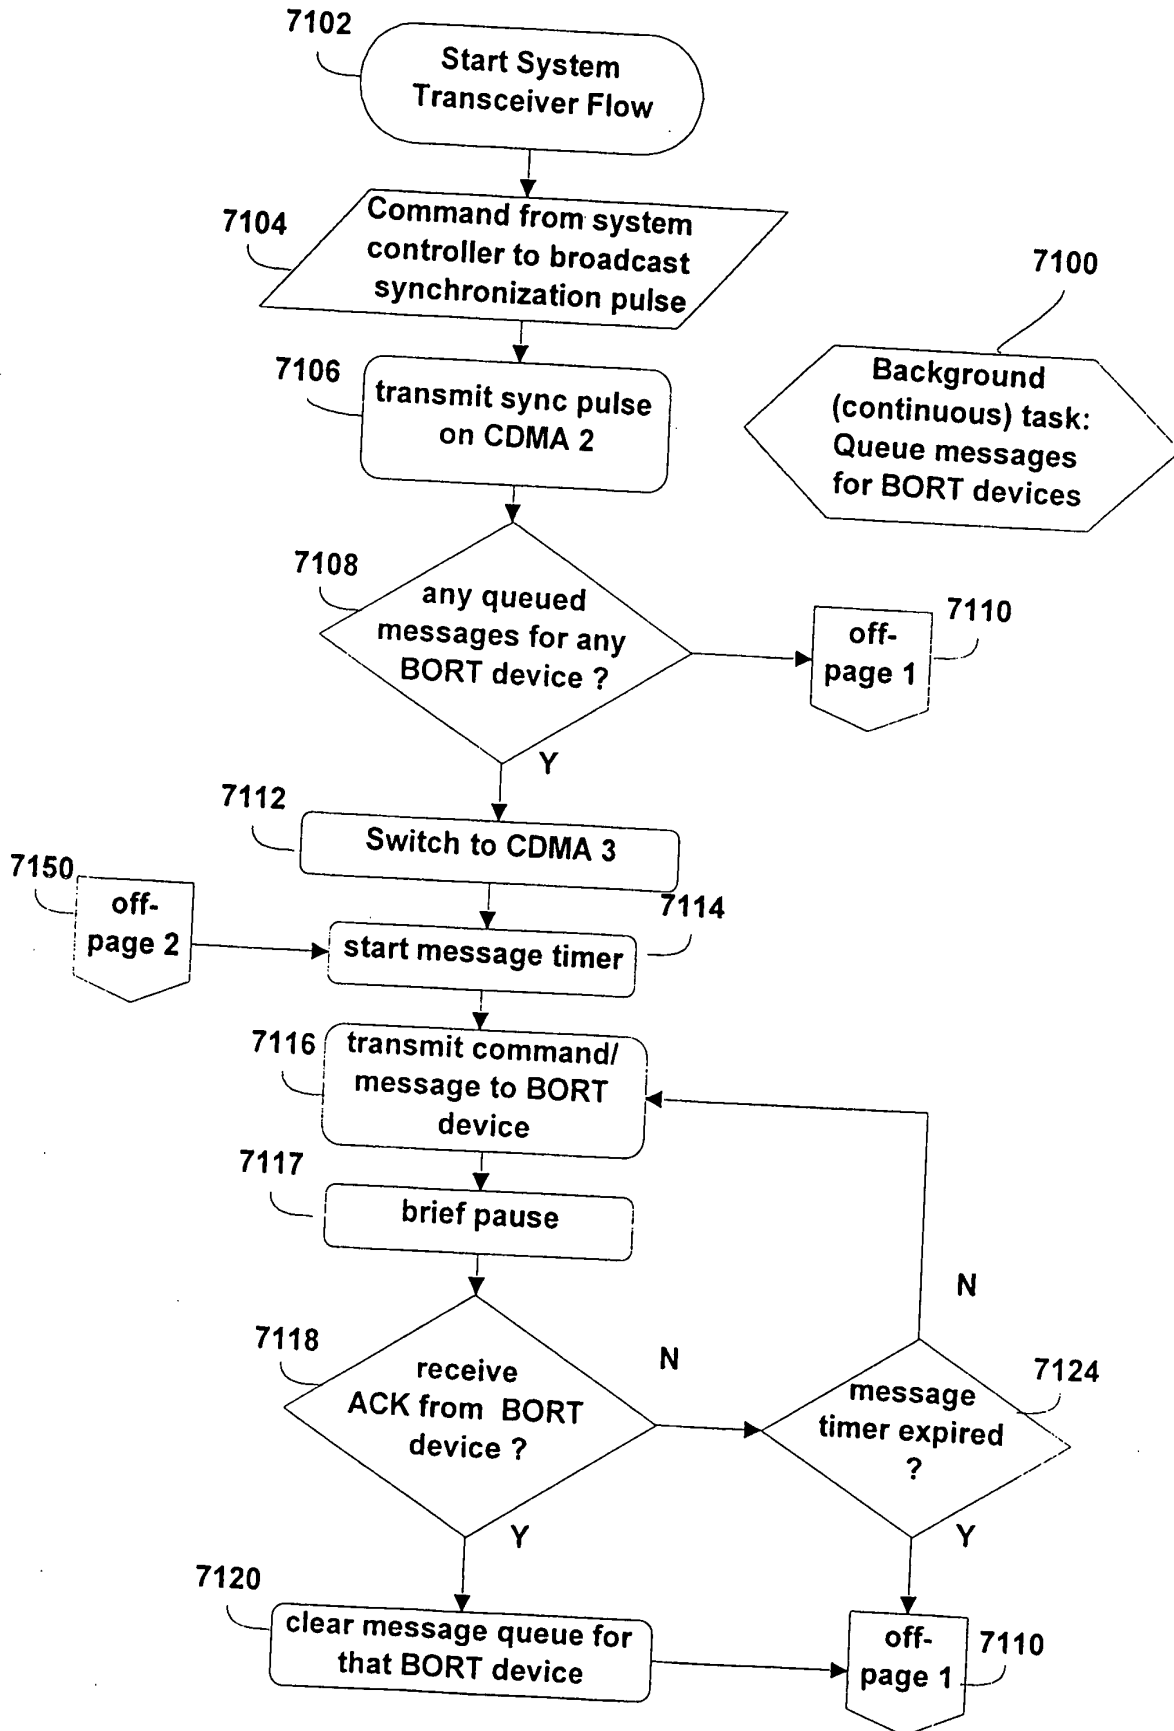 7102
Start System
Transceiver Flow
7104
Command from system
controller to broadcast
synchronization pulse
7100
Background
(continuous) task:
Queue messages
for BORT devices
7106
transmit sync pulse
on CDMA 2
7108
any queued
messages for any
BORT device ?
7110
off-
page 1
Y
7112
Switch to CDMA 3
7150
off-
page 2
7114
start message timer
7116
transmit command/
message to BORT
device
7117
brief pause
N
7118
receive
ACK from BORT
device ?
N
7124
message
timer expired
?
Y
Y
7120
clear message queue for
that BORT device
off-
page 1
7110